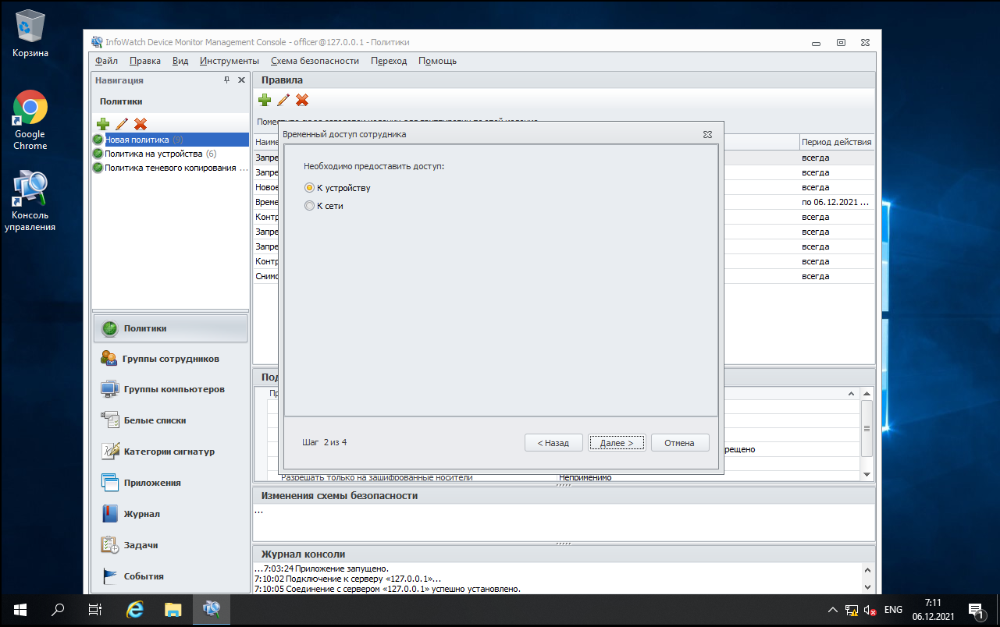 Корзина
Google
Chrome
Консоль
управления
InfoWatch Device Monitor Management Console - officer@127.0.0.1 - Политики
Файл Правка Вид Инструменты Схема безопасности Переход Помощь
Навигация
Политики
Новая политика (9)
Политика на устройства (6)
Политика теневого копирования ...
Политики
Группы сотрудников
Группы компьютеров
Белые списки
Категории сигнатур
Приложения
Журнал
Задачи
События
Правила
Наиме
Период действия
Запре
всегда
Запре
всегда
Новое
всегда
Време
по 06.12.2021 ...
Контр
всегда
Запре
всегда
Запре
всегда
Контр
всегда
Снимо
всегда
Временный доступ сотрудника
Необходимо предоставить доступ:
К устройству
К сети
Шаг 2 из 4
< Назад
Далее >
Отмена
Под
Пр
рещено
Разрешать только на зашифрованные носители
Неприменимо
Изменения схемы безопасности
...
Журнал консоли
...7:03:24 Приложение запущено.
7:10:02 Подключение к серверу «127.0.0.1»...
7:10:05 Соединение с сервером «127.0.0.1» успешно установлено.
ENG
7:11
06.12.2021
1